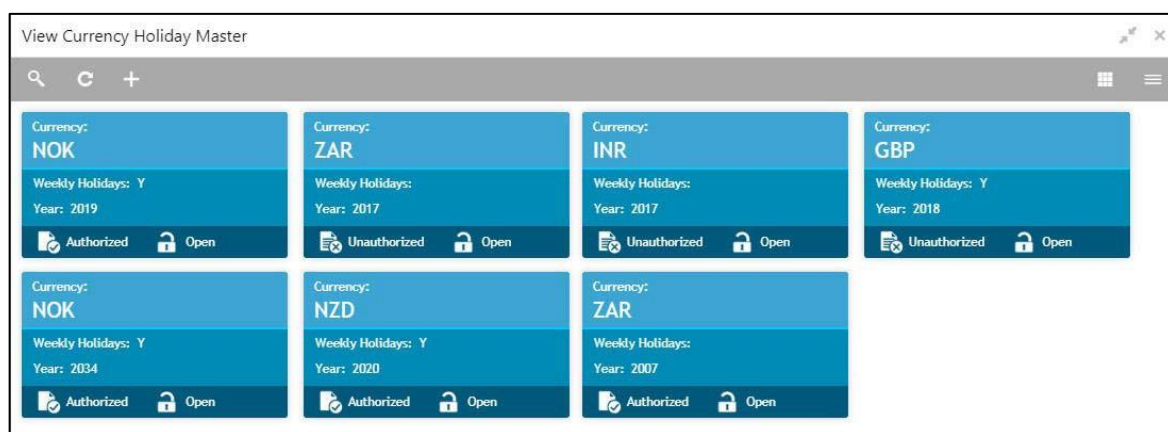 View Currency Holiday Master
Currency:
NOK
Weekly Holidays: Y
Year: 2019
Authorized Open
Currency:
ZAR
Weekly Holidays:
Year: 2017
Unauthorized Open
Currency:
INR
Weekly Holidays:
Year: 2017
Unauthorized Open
Currency:
GBP
Weekly Holidays: Y
Year: 2018
Unauthorized Open
Currency:
NOK
Weekly Holidays: Y
Year: 2034
Authorized Open
Currency:
NZD
Weekly Holidays: Y
Year: 2020
Authorized Open
Currency:
ZAR
Weekly Holidays:
Year: 2007
Authorized Open